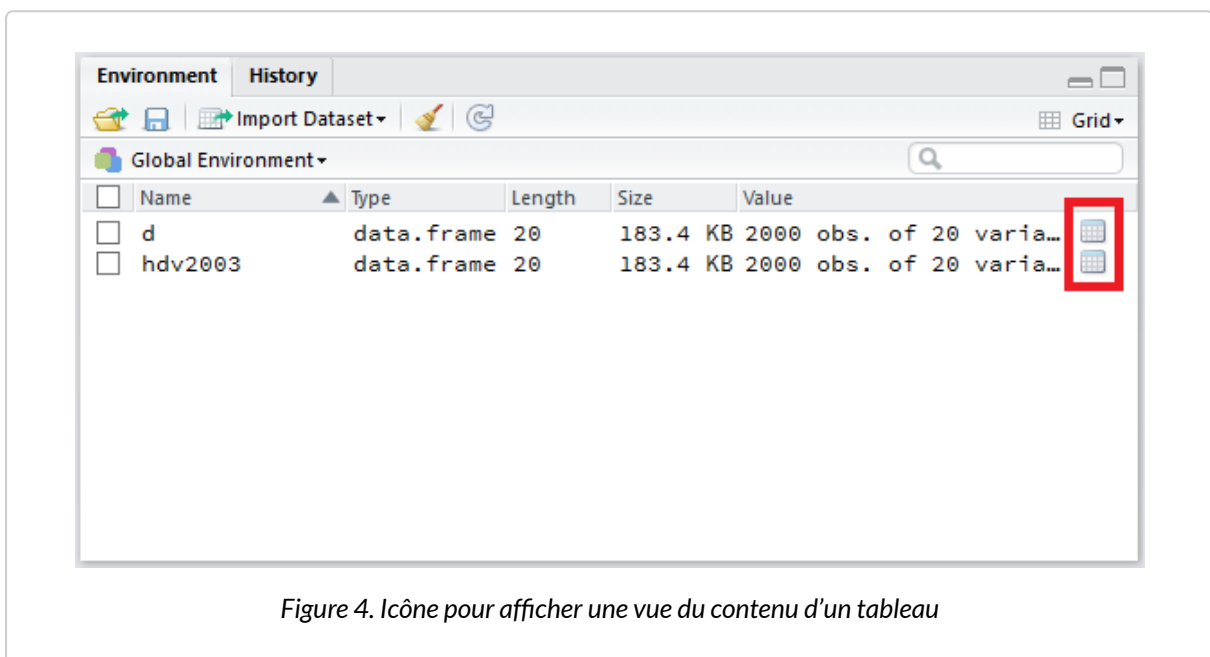 Environment History
Import Dataset Grid
Global Environment
Name Type Length Size Value
d data.frame 20 183.4 KB 2000 obs. of 20 varia…
hdv2003 data.frame 20 183.4 KB 2000 obs. of 20 varia…
Figure 4. Icône pour afficher une vue du contenu d’un tableau